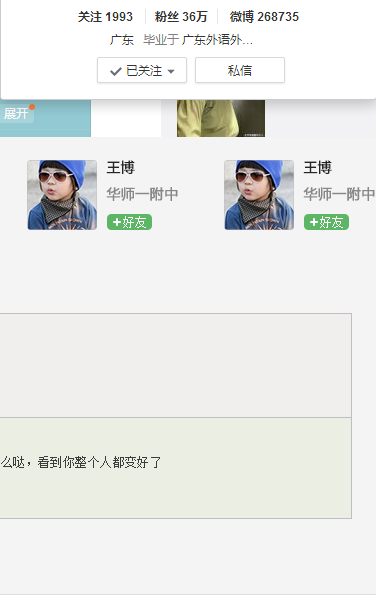 关注 1993 粉丝 36万 微博 268735
广东 毕业于 广东外语外...
已关注 私信
展开
王博 王博
华师一附中 华师一附中
+好友 +好友
么哒，看到你整个人都变好了